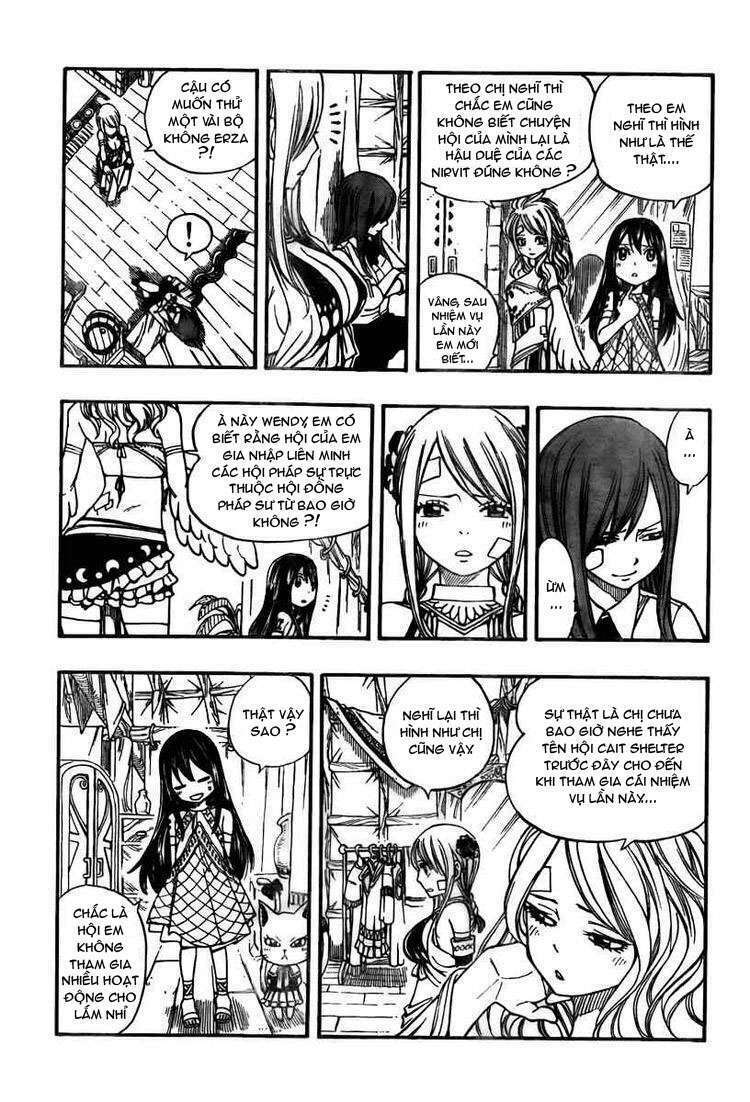 CẬU CÓ
MUỐN THỬ
MỘT VÀI BỘ
KHÔNG ERZA
?!
!
THEO CHỊ NGHĨ THÌ
CHẮC EM CŨNG
KHÔNG BIẾT CHUYỆN
HỘI CỦA MÌNH LẠI LÀ
HẬU DUỆ CỦA CÁC
NIRVIT ĐÚNG KHÔNG ?
THEO EM
NGHĨ THÌ HÌNH
NHƯ LÀ THẾ
THẬT....
VÂNG, SAU
NHIỆM VỤ
LẦN NÀY
EM MỚI
BIẾT...
À NÀY WENDY, EM CÓ
BIẾT RẰNG HỘI CỦA EM
GIA NHẬP LIÊN MINH
CÁC HỘI PHÁP SƯ TRỰC
THUỘC HỘI ĐỒNG
PHÁP SƯ TỪ BAO GIỜ
KHÔNG ?!
À
...
ỪM
...
THẬT VẬY
SAO ?
CHẮC LÀ
HỘI EM
KHÔNG
THAM GIA
NHIỀU HOẠT
ĐỘNG CHO
LẮM NHỈ
NGHĨ LẠI THÌ
HÌNH NHƯ CHỊ
CŨNG VẬY.
SỰ THẬT LÀ CHỊ CHƯA
BAO GIỜ NGHE THẤY
TÊN HỘI CAIT SHELTER
TRƯỚC ĐÂY CHO ĐẾN
KHI THAM GIA CÁI NHIỆM
VỤ LẦN NÀY...